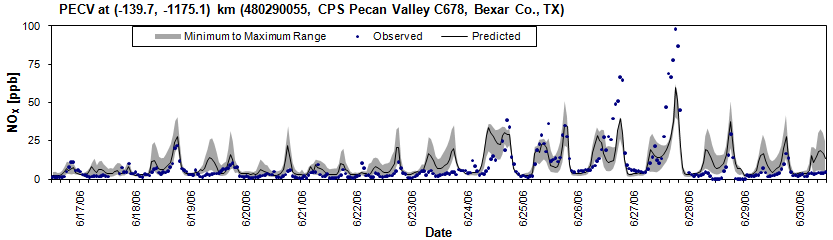 PECV at (-139.7, -1175.1) km (480290055, CPS Pecan Valley C678, Bexar Co., TX)
Minimum to Maximum Range Observed Predicted
NOx [ppb]
100
75
50
25
0
6/17/06 6/18/06 6/19/06 6/20/06 6/21/06 6/22/06 6/23/06 6/24/06 6/25/06 6/26/06 6/27/06 6/28/06 6/29/06 6/30/06
Date